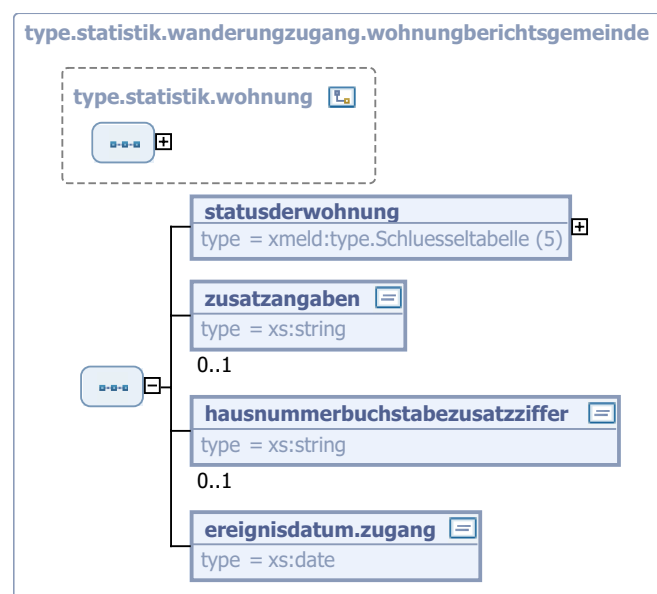 type.statistik.wanderungzugang.wohnungberichtsgemeinde
type.statistik.wohnung
statusderwohnung
type = xmeld:type.Schluesseltabelle (5)
zusatzangaben
type = xs:string
0..1
hausnummerbuchstabezusatzziffer
type = xs:string
0..1
ereignisdatum.zugang
type = xs:date